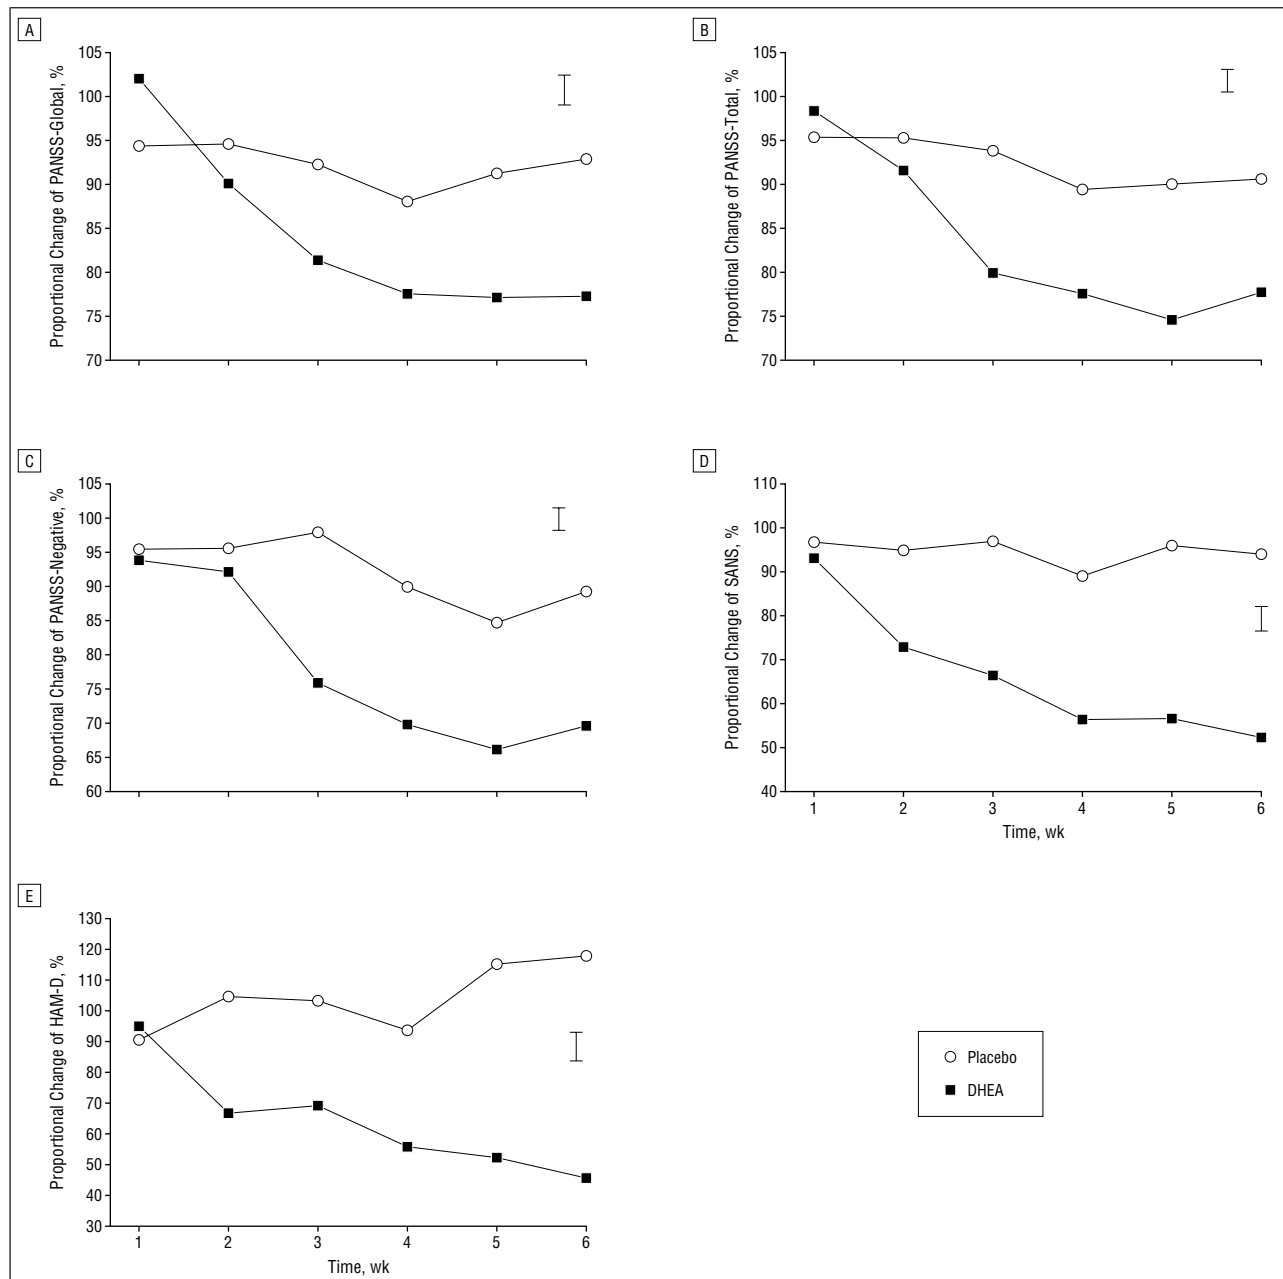 A
Proportional Change of PANSS-Global, %
105
100
95
90
85
80
75
70
B
Proportional Change of PANSS-Total, %
105
100
95
90
85
80
75
70
C
Proportional Change of PANSS-Negative, %
105
100
95
90
85
80
75
70
65
60
D
Proportional Change of SANS, %
110
100
90
80
70
60
50
40
1 2 3 4 5 6
Time, wk
E
Proportional Change of HAM-D, %
130
120
110
100
90
80
70
60
50
40
30
1 2 3 4 5 6
Time, wk
Placebo
DHEA